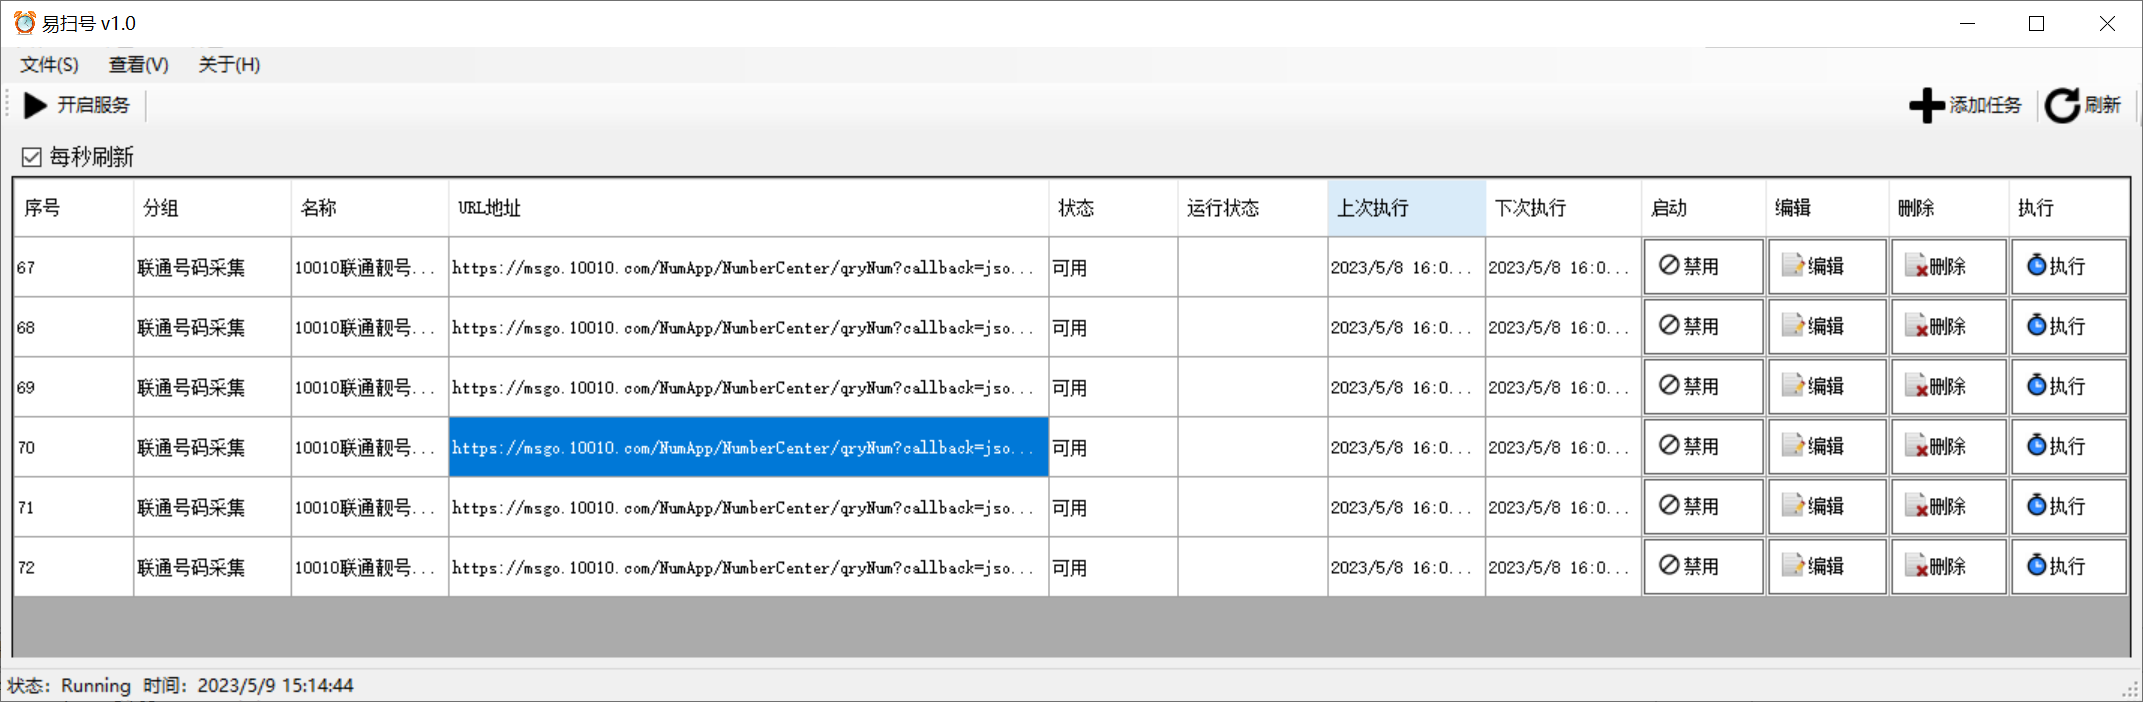 易扫号 v1.0
文件(S) 查看(V) 关于(H)
开启服务 添加任务 刷新
每秒刷新
序号 分组 名称 URL地址 状态 运行状态 上次执行 下次执行 启动 编辑 删除 执行
67 联通号码采集 10010联通靓号... https://msgo.10010.com/NumApp/NumberCenter/qryNum?callback=jso... 可用 2023/5/8 16:0... 2023/5/8 16:0... 禁用 编辑 删除 执行
68 联通号码采集 10010联通靓号... https://msgo.10010.com/NumApp/NumberCenter/qryNum?callback=jso... 可用 2023/5/8 16:0... 2023/5/8 16:0... 禁用 编辑 删除 执行
69 联通号码采集 10010联通靓号... https://msgo.10010.com/NumApp/NumberCenter/qryNum?callback=jso... 可用 2023/5/8 16:0... 2023/5/8 16:0... 禁用 编辑 删除 执行
70 联通号码采集 10010联通靓号... https://msgo.10010.com/NumApp/NumberCenter/qryNum?callback=jso... 可用 2023/5/8 16:0... 2023/5/8 16:0... 禁用 编辑 删除 执行
71 联通号码采集 10010联通靓号... https://msgo.10010.com/NumApp/NumberCenter/qryNum?callback=jso... 可用 2023/5/8 16:0... 2023/5/8 16:0... 禁用 编辑 删除 执行
72 联通号码采集 10010联通靓号... https://msgo.10010.com/NumApp/NumberCenter/qryNum?callback=jso... 可用 2023/5/8 16:0... 2023/5/8 16:0... 禁用 编辑 删除 执行
状态：Running 时间：2023/5/9 15:14:44